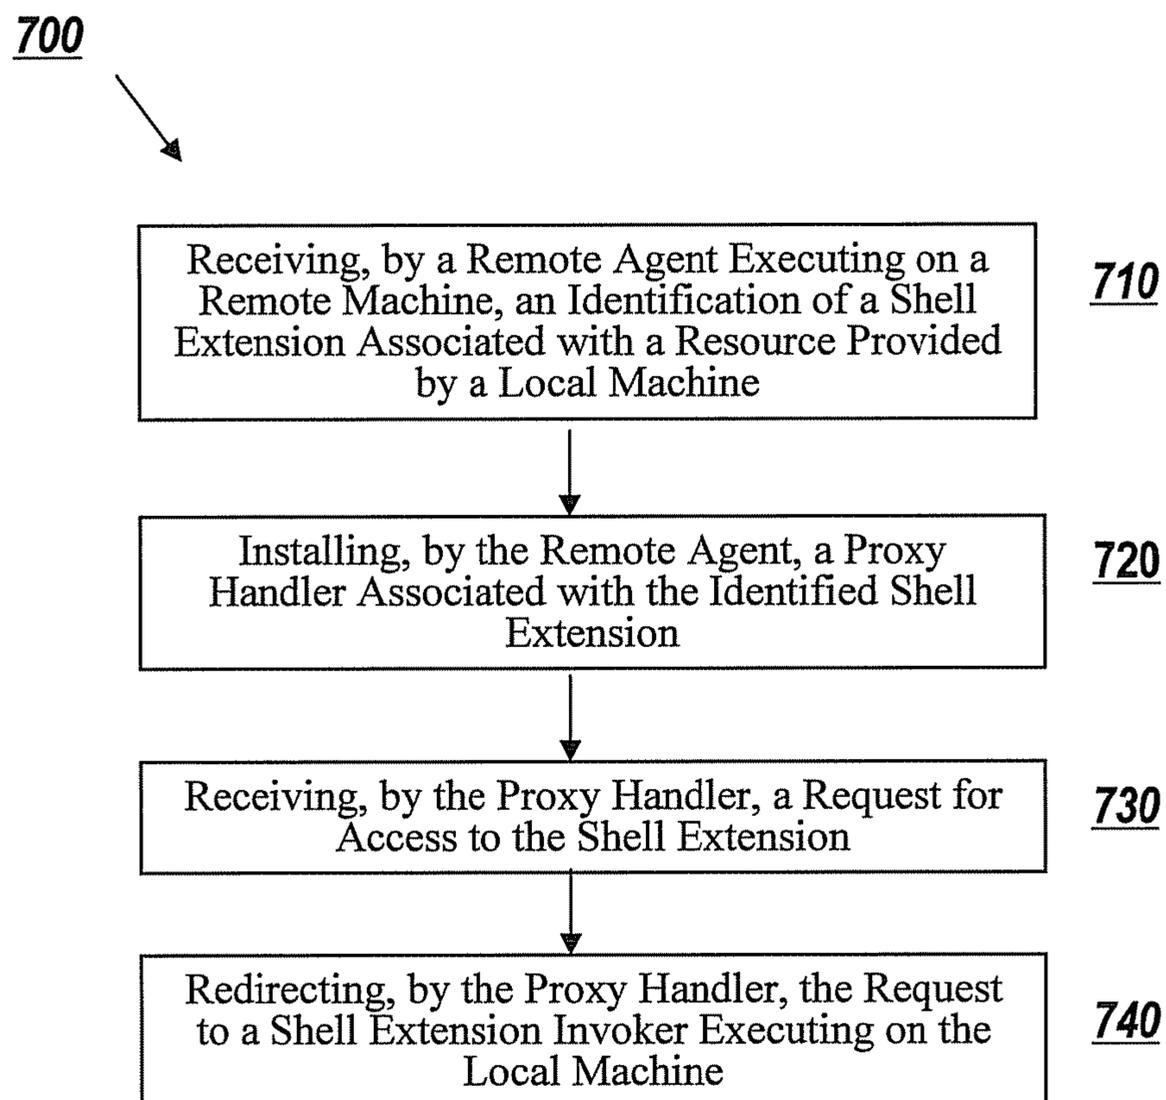 700
Receiving, by a Remote Agent Executing on a
Remote Machine, an Identification of a Shell
Extension Associated with a Resource Provided
by a Local Machine
710
Installing, by the Remote Agent, a Proxy
Handler Associated with the Identified Shell
Extension
720
Receiving, by the Proxy Handler, a Request for
Access to the Shell Extension
730
Redirecting, by the Proxy Handler, the Request
to a Shell Extension Invoker Executing on the
Local Machine
740